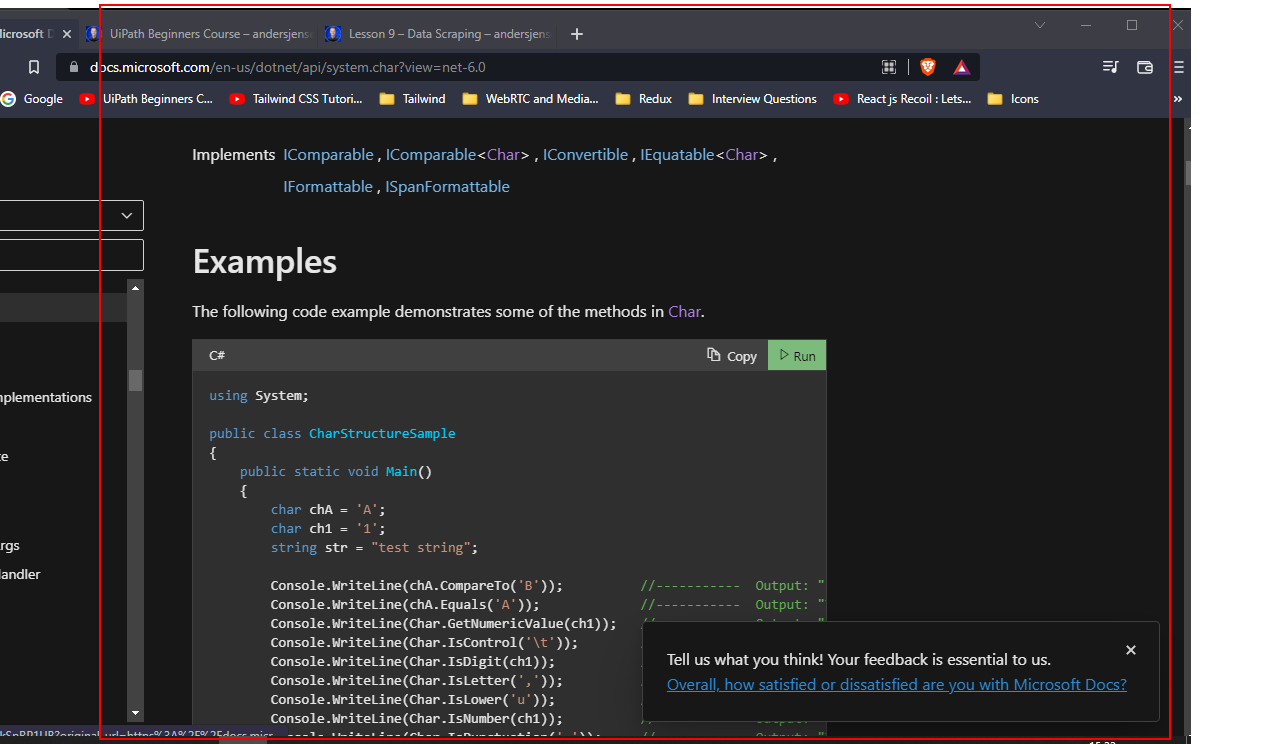 Microsoft D
UiPath Beginners Course – andersjens
Lesson 9 – Data Scraping – andersjens
docs.microsoft.com/en-us/dotnet/api/system.char?view=net-6.0
Google
UiPath Beginners C...
Tailwind CSS Tutori...
Tailwind
WebRTC and Media...
Redux
Interview Questions
React js Recoil : Lets...
Icons
»
Implements IComparable , IComparable<Char> , IConvertible , IEquatable<Char> ,
IFormattable , ISpanFormattable
Examples
The following code example demonstrates some of the methods in Char.
C#
Copy
Run
mplementations
te
rgs
landler
using System;
public class CharStructureSample
{
public static void Main()
{
char chA = 'A';
char ch1 = '1';
string str = "test string";
Console.WriteLine(chA.CompareTo('B')); //----------- Output: "
Console.WriteLine(chA.Equals('A')); //----------- Output: "
Console.WriteLine(Char.GetNumericValue(ch1)); //
Console.WriteLine(Char.IsControl('\t'));
Console.WriteLine(Char.IsDigit(ch1));
Console.WriteLine(Char.IsLetter(','));
Console.WriteLine(Char.IsLower('u'));
Console.WriteLine(Char.IsNumber(ch1));
Tell us what you think! Your feedback is essential to us.
Overall, how satisfied or dissatisfied are you with Microsoft Docs?